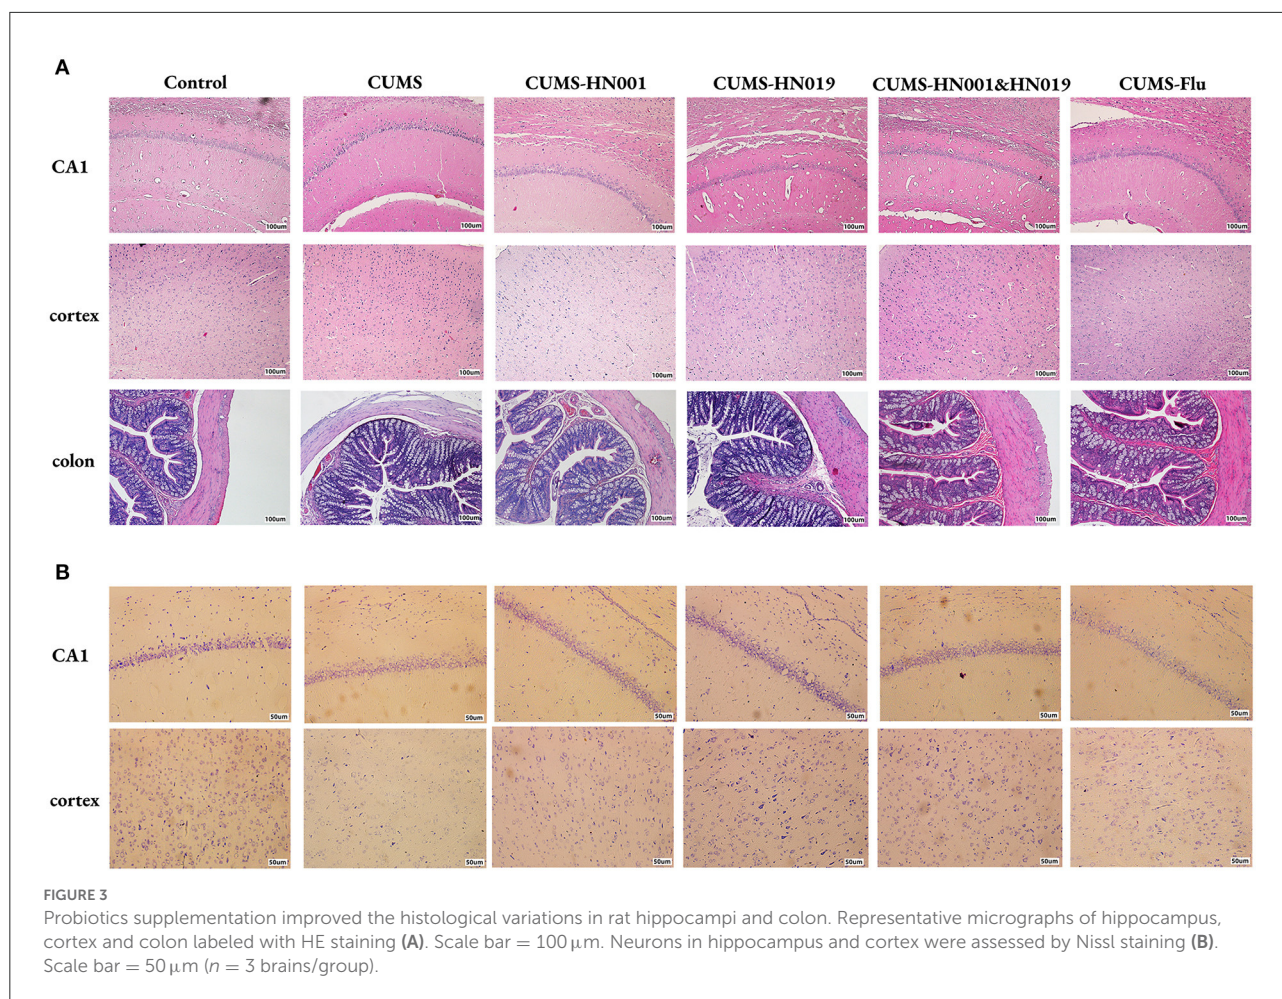 A
Control CUMS CUMS-HN001 CUMS-HN019 CUMS-HN001&HN019 CUMS-Flu
CA1
100um 100um 100um 100um 100um 100um
cortex
100um 100um 100um 100um 100um 100um
colon
100um 100um 100um 100um 100um 100um
B
CA1
50um 50um 50um 50um 50um 50um
cortex
50um 50um 50um 50um 50um 50um
FIGURE 3
Probiotics supplementation improved the histological variations in rat hippocampi and colon. Representative micrographs of hippocampus,
cortex and colon labeled with HE staining (A). Scale bar = 100 μm. Neurons in hippocampus and cortex were assessed by Nissl staining (B).
Scale bar = 50 μm (n = 3 brains/group).